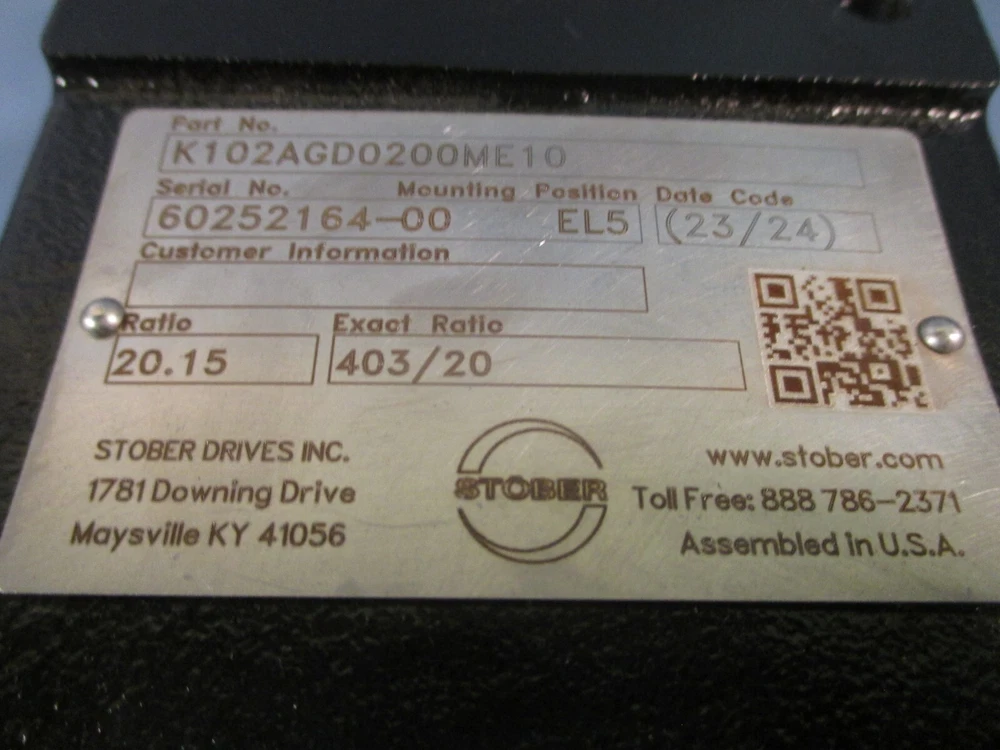 Part No.
K102AGD0200ME10
Serial No. Mounting Position Date Code
60252164-00 EL5 (23/24)
Customer Information
Ratio Exact Ratio
20.15 403/20
STOBER DRIVES INC.
1781 Downing Drive
Maysville KY 41056
STÖBER
www.stober.com
Toll Free: 888 786-2371
Assembled in U.S.A.